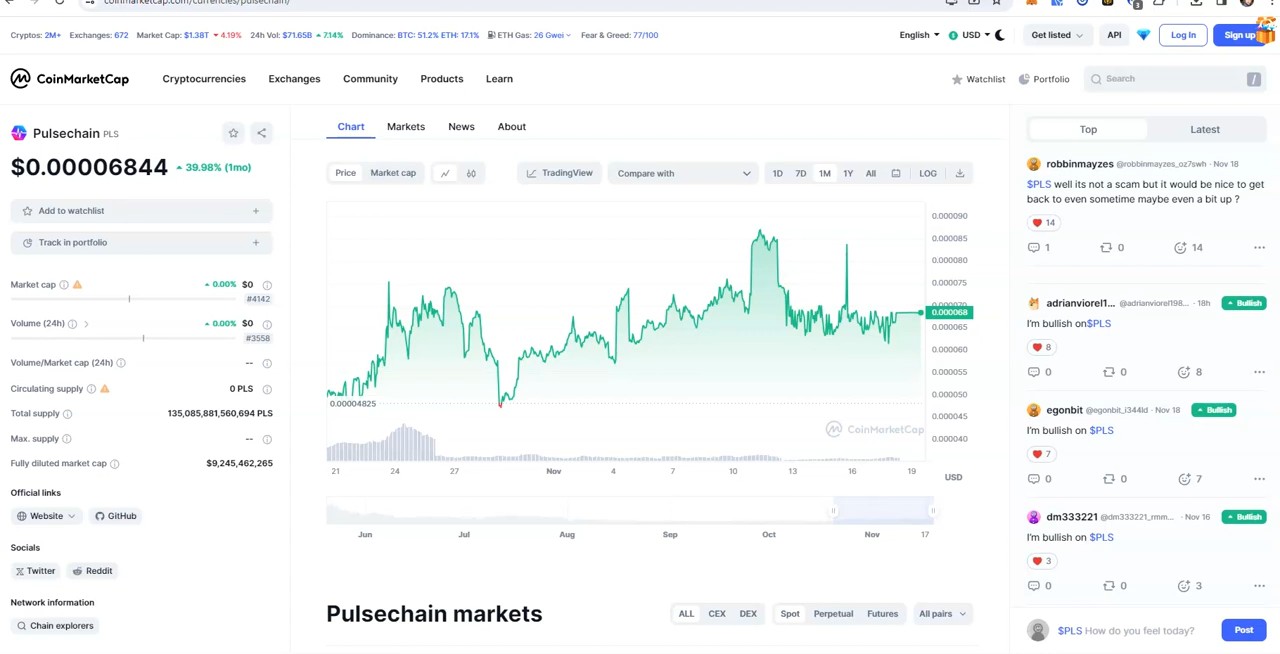 coinmarketcap.com/currencies/pulsechain/
3
Cryptos: 2M+ Exchanges: 672 Market Cap: $1.38T 4.19% 24h Vol: $71.65B 7.14% Dominance: BTC: 51.2% ETH: 17.1% ETH Gas: 26 Gwei Fear & Greed: 77/100
English USD Get listed API Log In Sign up
CoinMarketCap Cryptocurrencies Exchanges Community Products Learn
Watchlist Portfolio Search /
Pulsechain PLS
$0.00006844 39.98% (1mo)
Add to watchlist +
Track in portfolio +
Market cap 0.00% $0
#4142
Volume (24h) 0.00% $0
#3558
Volume/Market cap (24h) --
Circulating supply 0 PLS
Total supply 135,085,881,560,694 PLS
Max. supply --
Fully diluted market cap $9,245,462,265
Official links
Website GitHub
Socials
Twitter Reddit
Network information
Chain explorers
Chart Markets News About
Price Market cap TradingView Compare with 1D 7D 1M 1Y All LOG
0.000090
0.000085
0.000080
0.000075
0.000070
0.000068
0.000065
0.000060
0.000055
0.000050
0.000045
0.000040
0.00004825
CoinMarketCap
21 24 27 Nov 4 7 10 13 16 19
USD
Jun Jul Aug Sep Oct Nov 17
Pulsechain markets
ALL CEX DEX Spot Perpetual Futures All pairs
Top Latest
robbinmayzes @robbinmayzes_oz7swh · Nov 18
$PLS well its not a scam but it would be nice to get
back to even sometime maybe even a bit up ?
14
1 0 14
adrianviorel1... @adrianviorel198... · 18h Bullish
I'm bullish on$PLS
8
0 0 8
egonbit @egonbit_i344ld · Nov 18 Bullish
I'm bullish on $PLS
7
0 0 7
dm333221 @dm333221_rmm... · Nov 16 Bullish
I'm bullish on $PLS
3
0 0 3
$PLS How do you feel today? Post